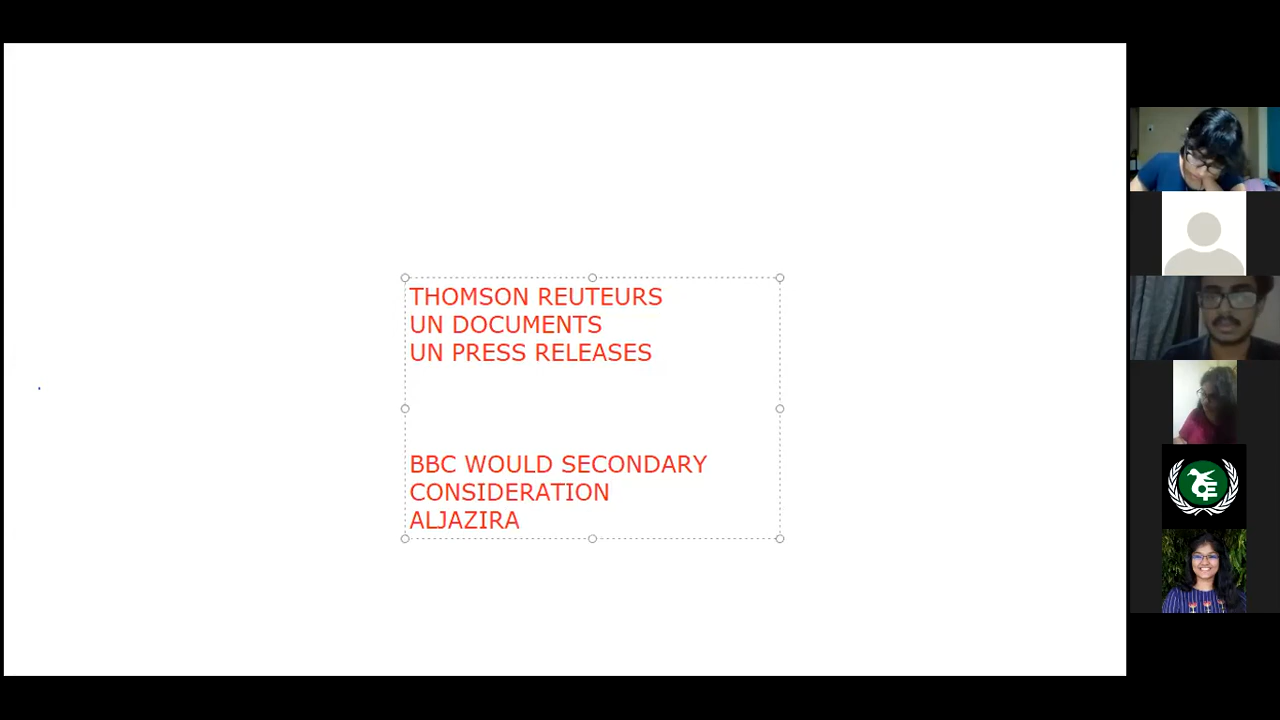 THOMSON REUTEURS
UN DOCUMENTS
UN PRESS RELEASES
BBC WOULD SECONDARY
CONSIDERATION
ALJAZIRA